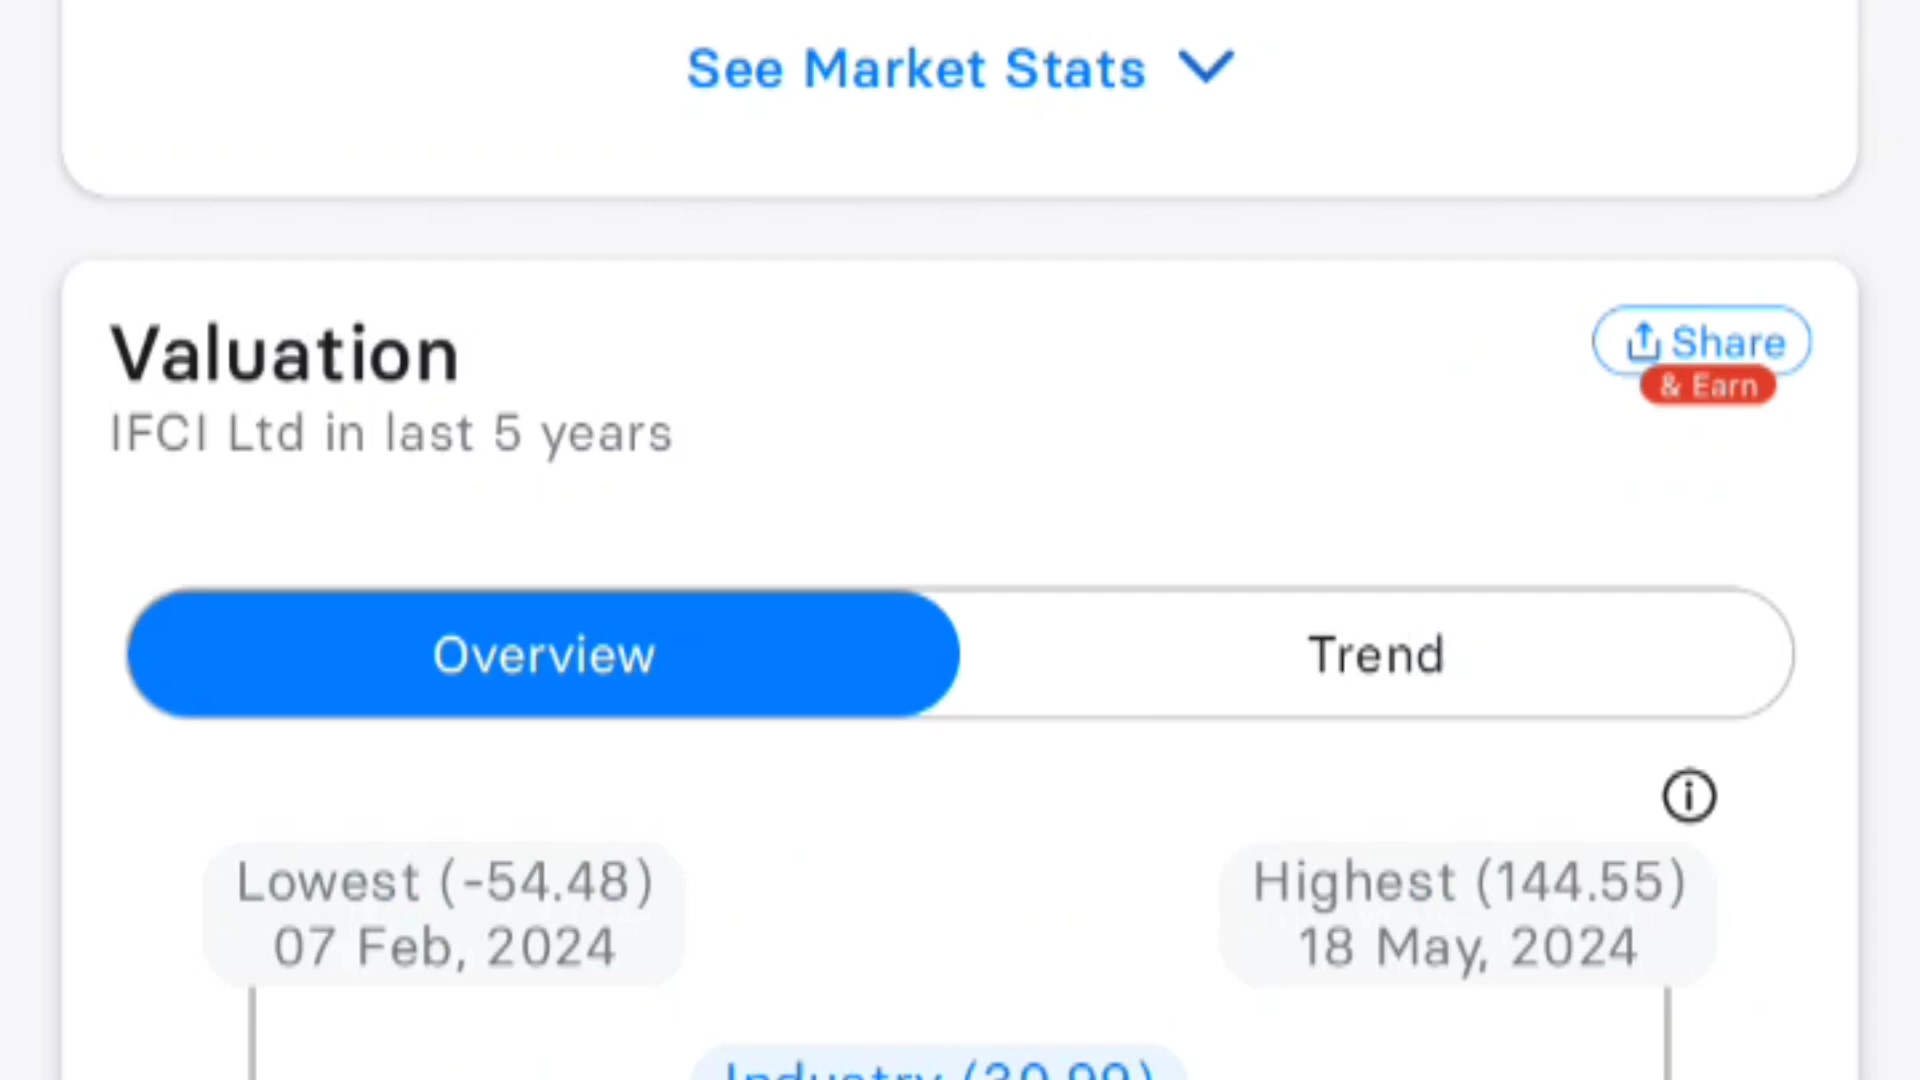 See Market Stats
Valuation
Share
& Earn
IFCI Ltd in last 5 years
Overview
Trend
Lowest (-54.48)
07 Feb, 2024
Highest (144.55)
18 May, 2024
Industry